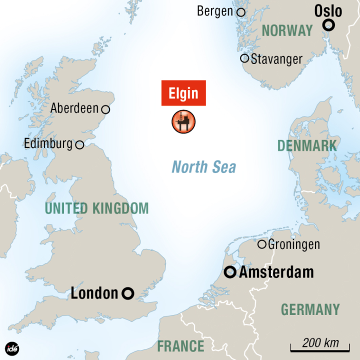 Bergen
Oslo
NORWAY
Stavanger
Elgin
Aberdeen
Edimburg
DENMARK
North Sea
UNITED KINGDOM
Groningen
Amsterdam
London
GERMANY
FRANCE
200 km
idé